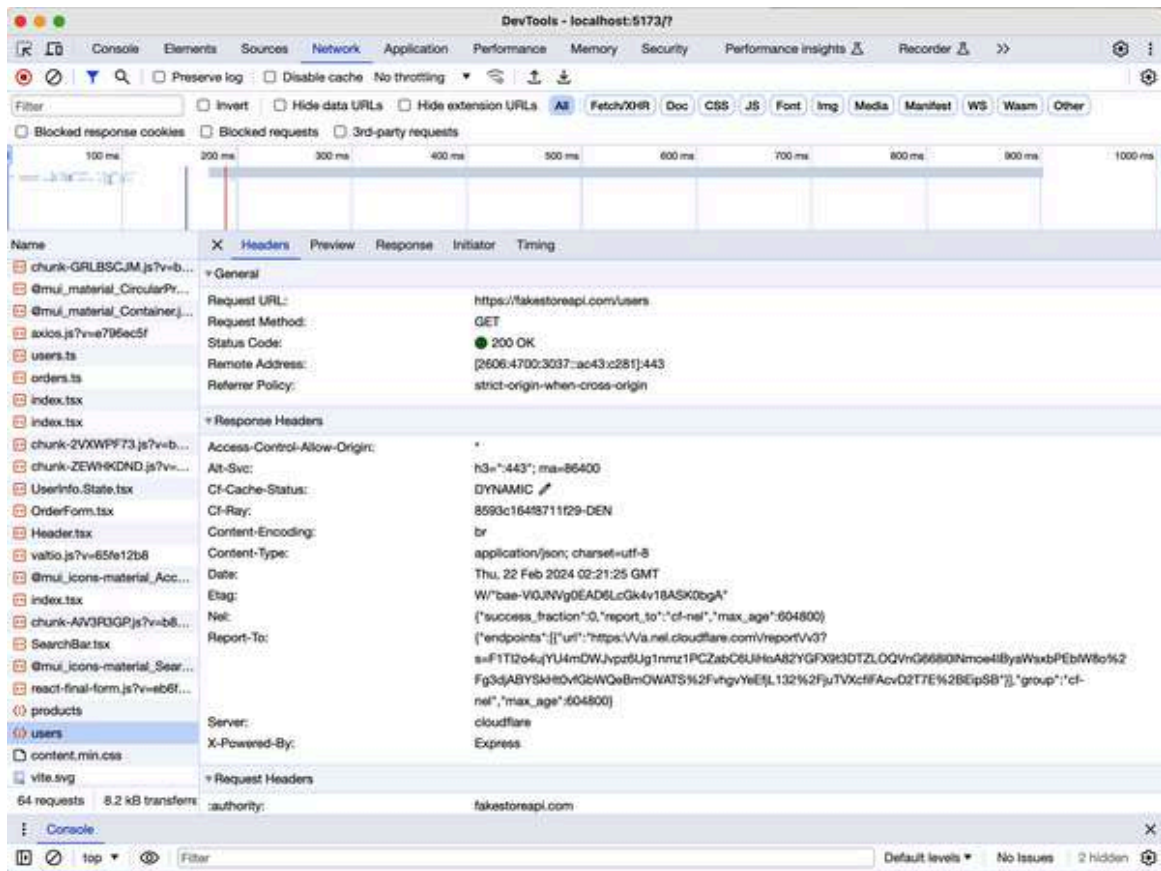 DevTools - localhost:5173/?
Console Elements Sources Network Application Performance Memory Security Performance insights Recorder >>
Preserve log Disable cache No throttling
Filter Invert Hide data URLs Hide extension URLs All Fetch/XHR Doc CSS JS Font Img Media Manifest WS Wasm Other
Blocked response cookies Blocked requests 3rd-party requests
100 ms 200 ms 300 ms 400 ms 500 ms 600 ms 700 ms 800 ms 900 ms 1000 ms
Name
chunk-GRLBSCJM.js?v=b...
@mui_material_CircularPr...
@mui_material_Container.j...
axios.js?v=e796ec5f
users.ts
orders.ts
index.tsx
index.tsx
chunk-2VXWPF73.js?v=b...
chunk-ZEWHKDND.js?v=...
UserInfo.State.tsx
OrderForm.tsx
Header.tsx
valtio.js?v=65fe12b8
@mui_icons-material_Acc...
index.tsx
chunk-AIV3R3GP.js?v=b8...
SearchBar.tsx
@mui_icons-material_Sear...
react-final-form.js?v=eb6f...
products
users
content.min.css
vite.svg
64 requests 8.2 kB transferre
Headers Preview Response Initiator Timing
General
Request URL: https://fakestoreapi.com/users
Request Method: GET
Status Code: 200 OK
Remote Address: [2606:4700:3037::ac43:c281]:443
Referrer Policy: strict-origin-when-cross-origin
Response Headers
Access-Control-Allow-Origin: *
Alt-Svc: h3=":443"; ma=86400
Cf-Cache-Status: DYNAMIC
Cf-Ray: 8593c164f8711f29-DEN
Content-Encoding: br
Content-Type: application/json; charset=utf-8
Date: Thu, 22 Feb 2024 02:21:25 GMT
Etag:
Nel: {"success_fraction":0,"report_to":"cf-nel","max_age":604800}
Report-To: {"endpoints":[{"url":"https:\/\/a.nel.cloudflare.com\/report\/v3?
nel","max_age":604800}
Server: cloudflare
X-Powered-By: Express
Request Headers
:authority: fakestoreapi.com
Console
top Filter Default levels No Issues 2 hidden